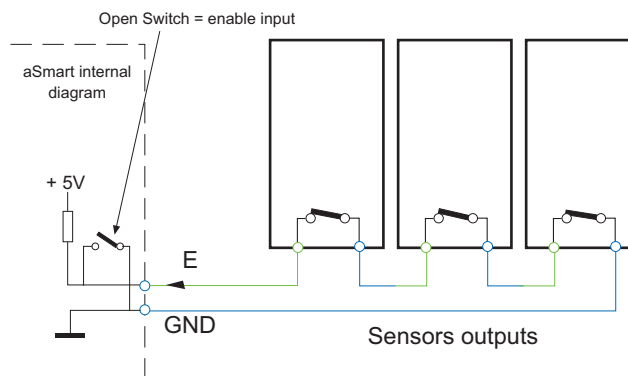 Open Switch = enable input
aSmart internal
diagram
+ 5V
E
GND
Sensors outputs